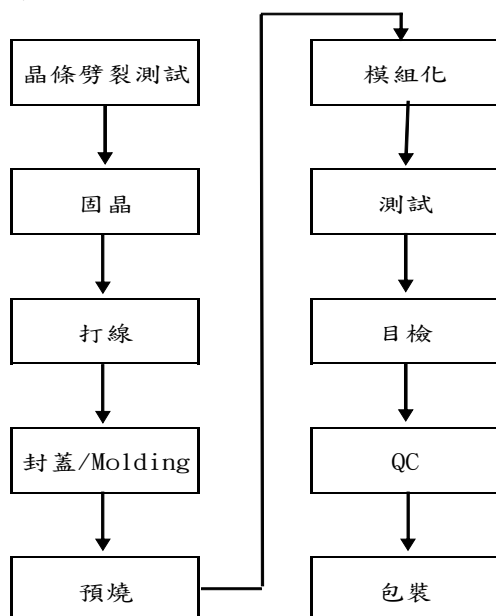 晶條劈裂測試
固晶
打線
封蓋/Molding
預燒
模組化
測試
目檢
QC
包裝